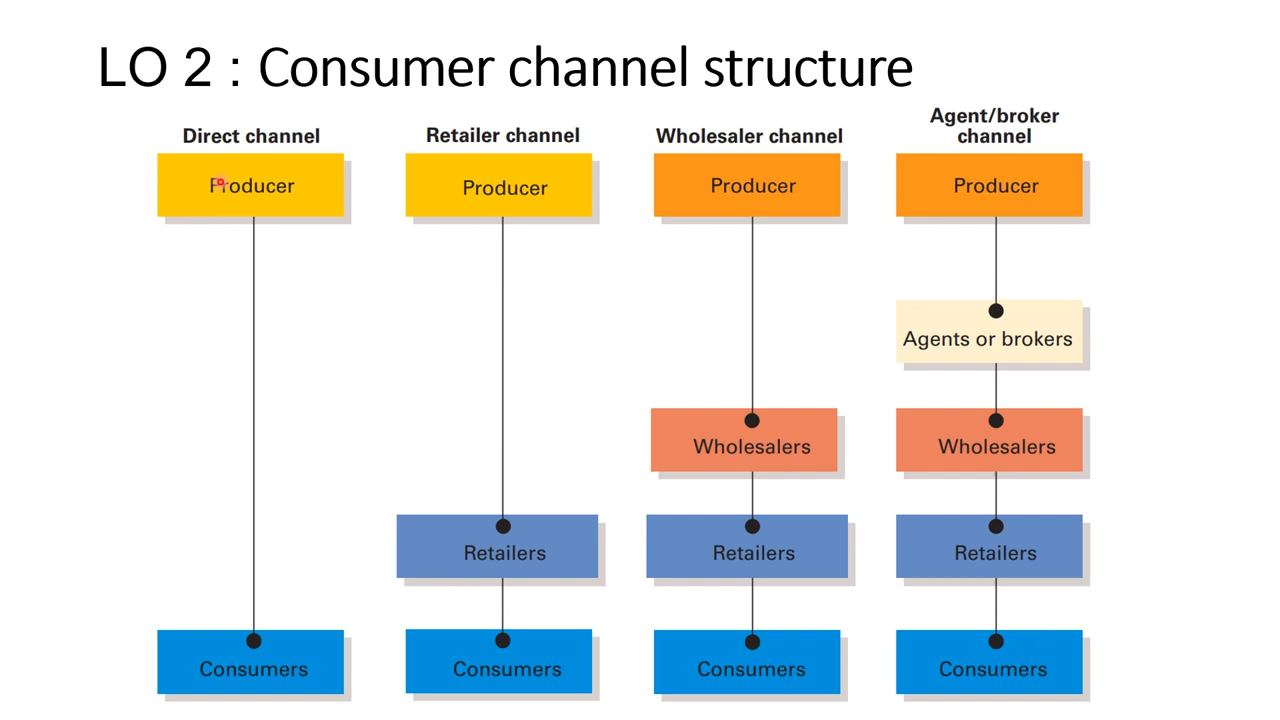 LO 2 : Consumer channel structure
Direct channel
Retailer channel
Wholesaler channel
Agent/broker
channel
Producer
Producer
Producer
Producer
Agents or brokers
Wholesalers
Wholesalers
Retailers
Retailers
Retailers
Consumers
Consumers
Consumers
Consumers